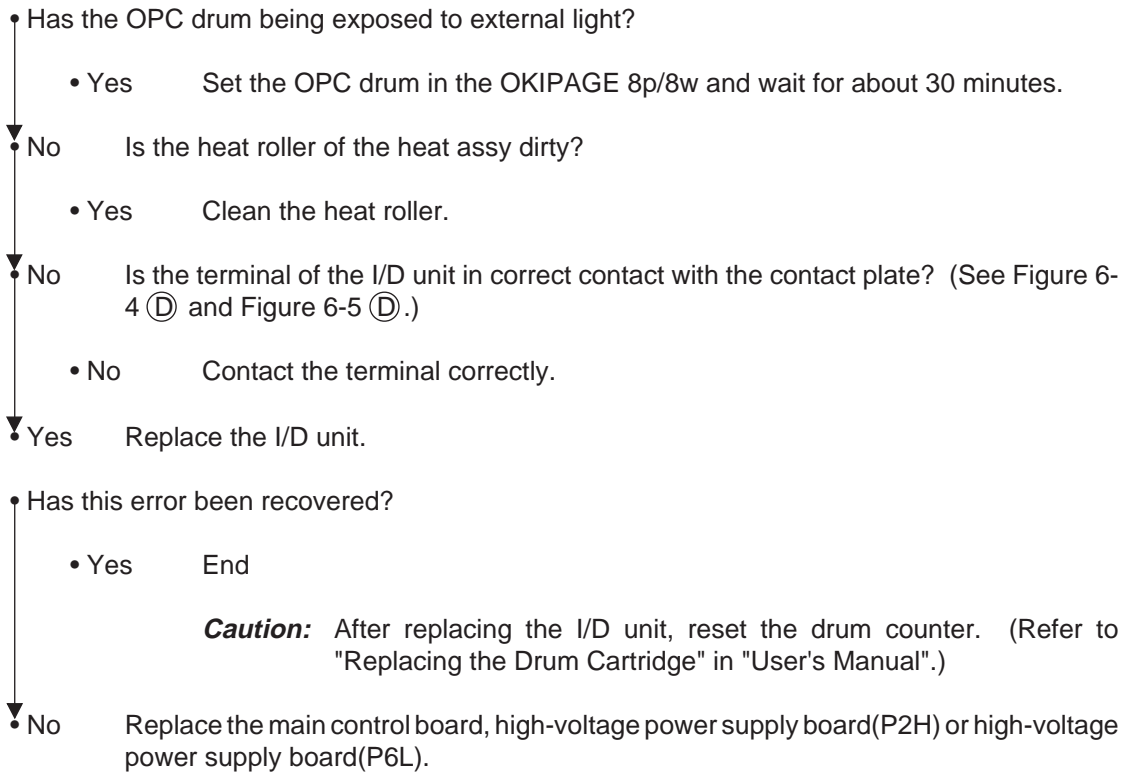 • Has the OPC drum being exposed to external light?
• Yes Set the OPC drum in the OKIPAGE 8p/8w and wait for about 30 minutes.
• No Is the heat roller of the heat assy dirty?
• Yes Clean the heat roller.
• No Is the terminal of the I/D unit in correct contact with the contact plate? (See Figure 6-
4 Ⓓ and Figure 6-5 Ⓓ.)
• No Contact the terminal correctly.
• Yes Replace the I/D unit.
• Has this error been recovered?
• Yes End
Caution: After replacing the I/D unit, reset the drum counter. (Refer to
"Replacing the Drum Cartridge" in "User's Manual".)
• No Replace the main control board, high-voltage power supply board(P2H) or high-voltage
power supply board(P6L).